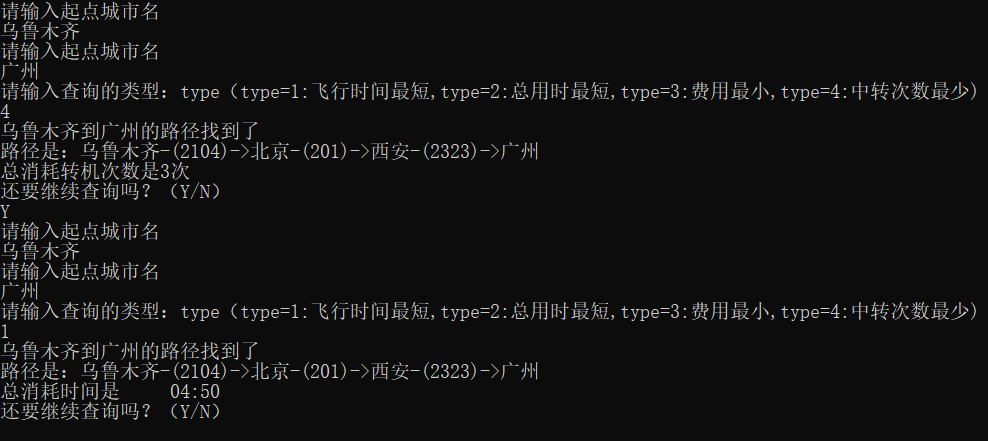 请输入起点城市名
乌鲁木齐
请输入起点城市名
广州
请输入查询的类型：type（type=1:飞行时间最短,type=2:总用时最短,type=3:费用最小,type=4:中转次数最少)
4
乌鲁木齐到广州的路径找到了
路径是：乌鲁木齐-(2104)->北京-(201)->西安-(2323)->广州
总消耗转机次数是3次
还要继续查询吗？（Y/N）
Y
请输入起点城市名
乌鲁木齐
请输入起点城市名
广州
请输入查询的类型：type（type=1:飞行时间最短,type=2:总用时最短,type=3:费用最小,type=4:中转次数最少)
1
乌鲁木齐到广州的路径找到了
路径是：乌鲁木齐-(2104)->北京-(201)->西安-(2323)->广州
总消耗时间是     04:50
还要继续查询吗？（Y/N）